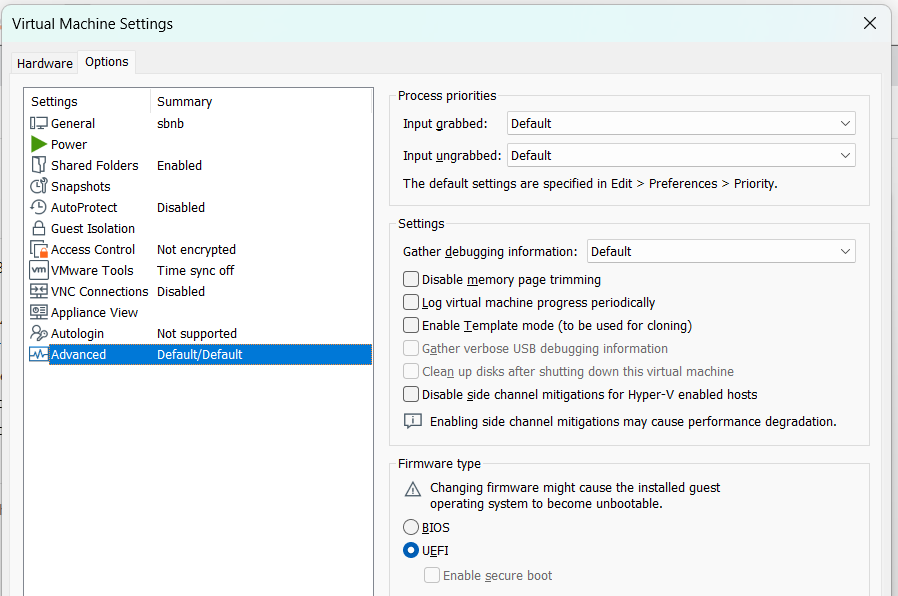 Virtual Machine Settings
Hardware
Options
Settings Summary
General sbnb
Power
Shared Folders Enabled
Snapshots
AutoProtect Disabled
Guest Isolation
Access Control Not encrypted
vm VMware Tools Time sync off
VNC Connections Disabled
Appliance View
Autologin Not supported
Advanced Default/Default
Process priorities
Input grabbed: Default
Input ungrabbed: Default
The default settings are specified in Edit > Preferences > Priority.
Settings
Gather debugging information: Default
Disable memory page trimming
Log virtual machine progress periodically
Enable Template mode (to be used for cloning)
Gather verbose USB debugging information
Clean up disks after shutting down this virtual machine
Disable side channel mitigations for Hyper-V enabled hosts
Enabling side channel mitigations may cause performance degradation.
Firmware type
Changing firmware might cause the installed guest
operating system to become unbootable.
BIOS
UEFI
Enable secure boot